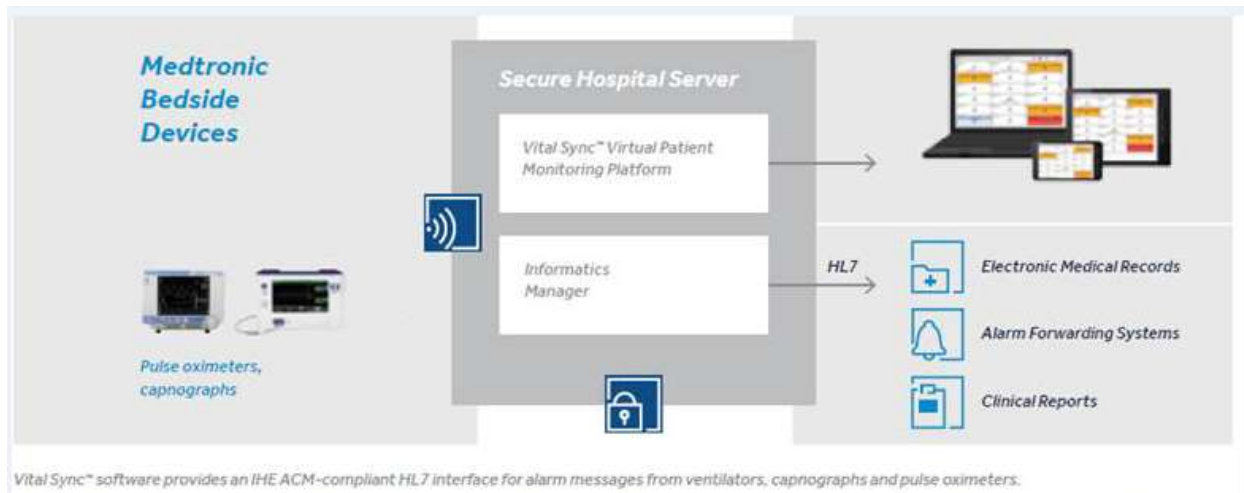 Medtronic
Bedside
Devices
Pulse oximeters,
capnographs
Secure Hospital Server
Vital Sync™ Virtual Patient
Monitoring Platform
Informatics
Manager
HL7
Electronic Medical Records
Alarm Forwarding Systems
Clinical Reports
Vital Sync™ software provides an IHE ACM-compliant HL7 interface for alarm messages from ventilators, capnographs and pulse oximeters.